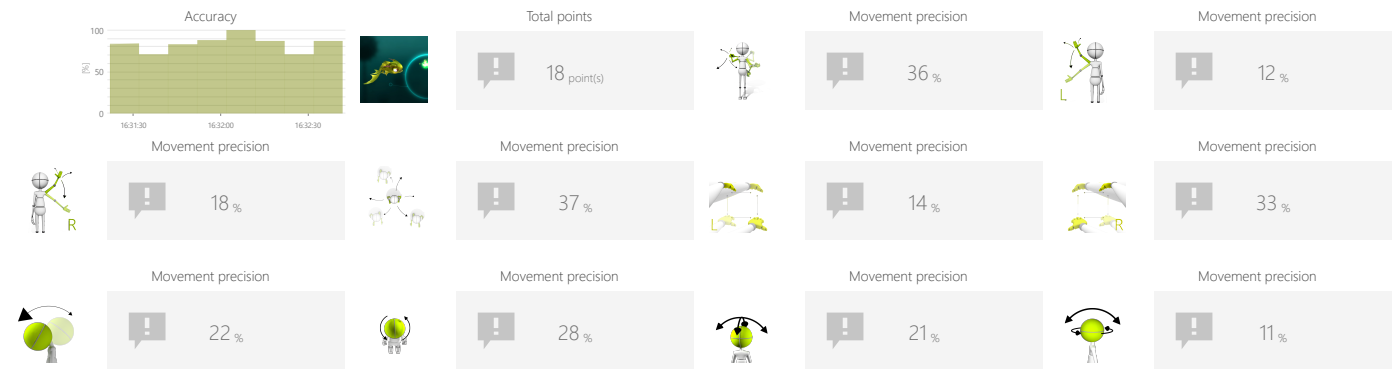 Accuracy
Total points
Movement precision
Movement precision
100
[%]
50
0
16:31:30
16:32:00
16:32:30
18 point(s)
36 %
L
12 %
Movement precision
Movement precision
Movement precision
Movement precision
R
18 %
37 %
L
14 %
R
33 %
Movement precision
Movement precision
Movement precision
Movement precision
22 %
28 %
21 %
11 %